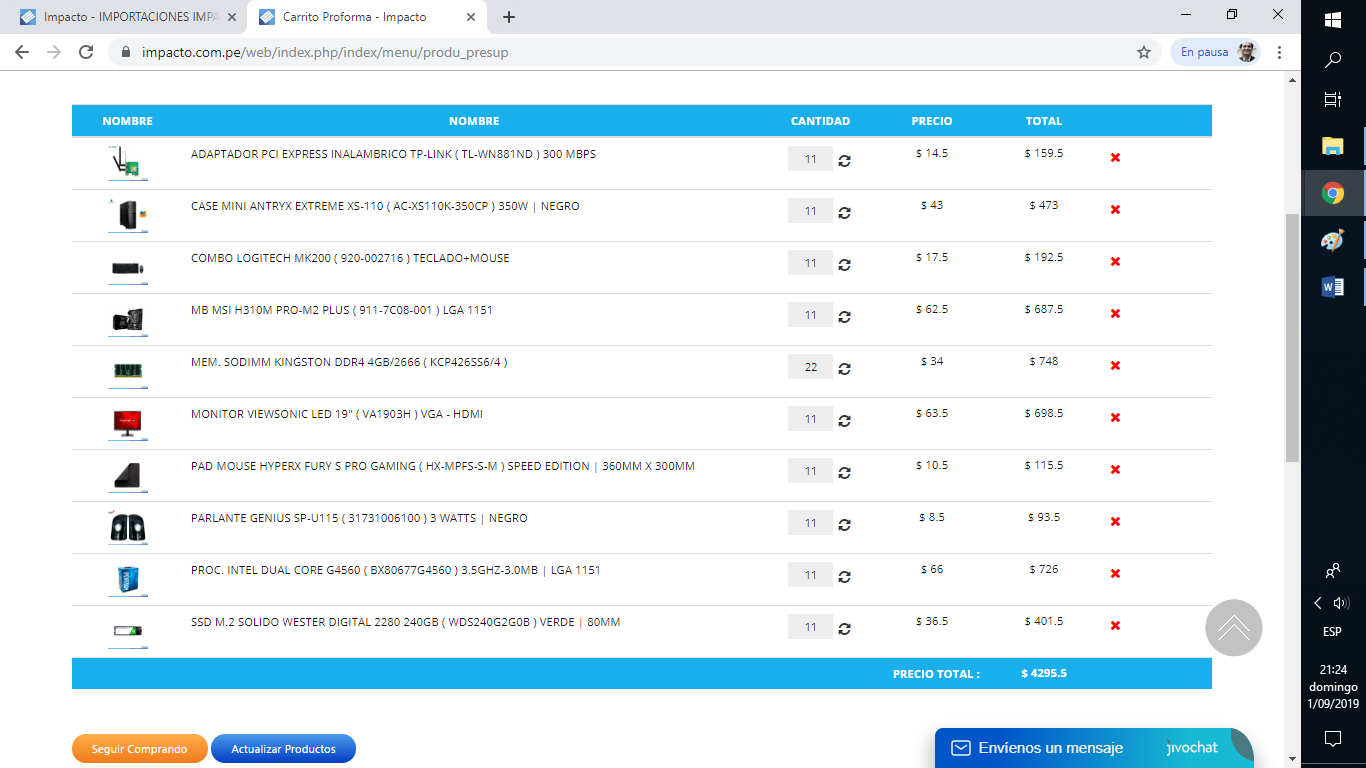 Impacto - IMPORTACIONES IMPA
Carrito Proforma - Impacto
impacto.com.pe/web/index.php/index/menu/produ_presup
En pausa
NOMBRE NOMBRE CANTIDAD PRECIO TOTAL
ADAPTADOR PCI EXPRESS INALAMBRICO TP-LINK ( TL-WN881ND ) 300 MBPS 11 $ 14.5 $ 159.5
CASE MINI ANTRYX EXTREME XS-110 ( AC-XS110K-350CP ) 350W | NEGRO 11 $ 43 $ 473
COMBO LOGITECH MK200 ( 920-002716 ) TECLADO+MOUSE 11 $ 17.5 $ 192.5
MB MSI H310M PRO-M2 PLUS ( 911-7C08-001 ) LGA 1151 11 $ 62.5 $ 687.5
MEM. SODIMM KINGSTON DDR4 4GB/2666 ( KCP426SS6/4 ) 22 $ 34 $ 748
MONITOR VIEWSONIC LED 19" ( VA1903H ) VGA - HDMI 11 $ 63.5 $ 698.5
PAD MOUSE HYPERX FURY S PRO GAMING ( HX-MPFS-S-M ) SPEED EDITION | 360MM X 300MM 11 $ 10.5 $ 115.5
PARLANTE GENIUS SP-U115 ( 31731006100 ) 3 WATTS | NEGRO 11 $ 8.5 $ 93.5
PROC. INTEL DUAL CORE G4560 ( BX80677G4560 ) 3.5GHZ-3.0MB | LGA 1151 11 $ 66 $ 726
SSD M.2 SOLIDO WESTER DIGITAL 2280 240GB ( WDS240G2G0B ) VERDE | 80MM 11 $ 36.5 $ 401.5
PRECIO TOTAL : $ 4295.5
Seguir Comprando Actualizar Productos
Envíenos un mensaje jivochat
ESP
21:24
domingo
1/09/2019